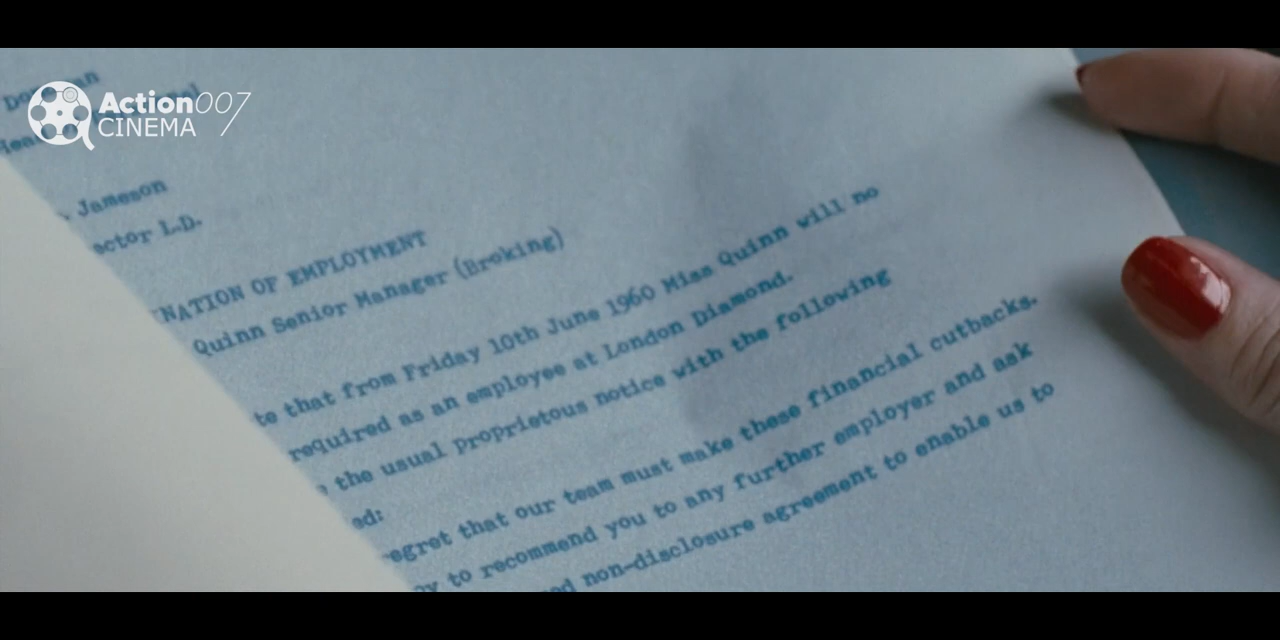 Action007
CINEMA
Jameson
ector L.D.
NATION OF EMPLOYMENT
Quinn Senior Manager (Broking)
te that from Friday 10th June 1960 Miss Quinn will no
required as an employee at London Diamond.
the usual proprietous notice with the following
ed:
egret that our team must make these financial cutbacks.
py to recommend you to any further employer and ask
ed non-disclosure agreement to enable us to